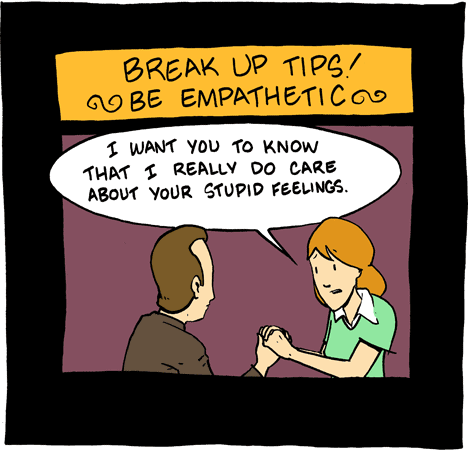 BREAK UP TIPS!
BE EMPATHETIC
I WANT YOU TO KNOW
THAT I REALLY DO CARE
ABOUT YOUR STUPID FEELINGS.